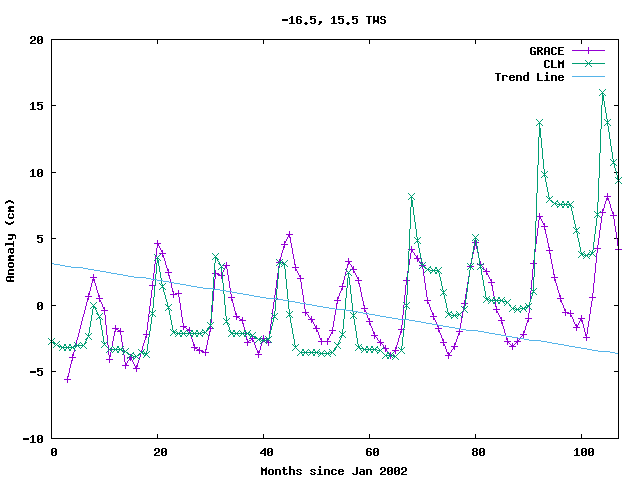 -16.5, 15.5 TWS
20
15
10
5
0
-5
-10
Anomaly (cm)
GRACE
CLM
Trend Line
0 20 40 60 80 100
Months since Jan 2002